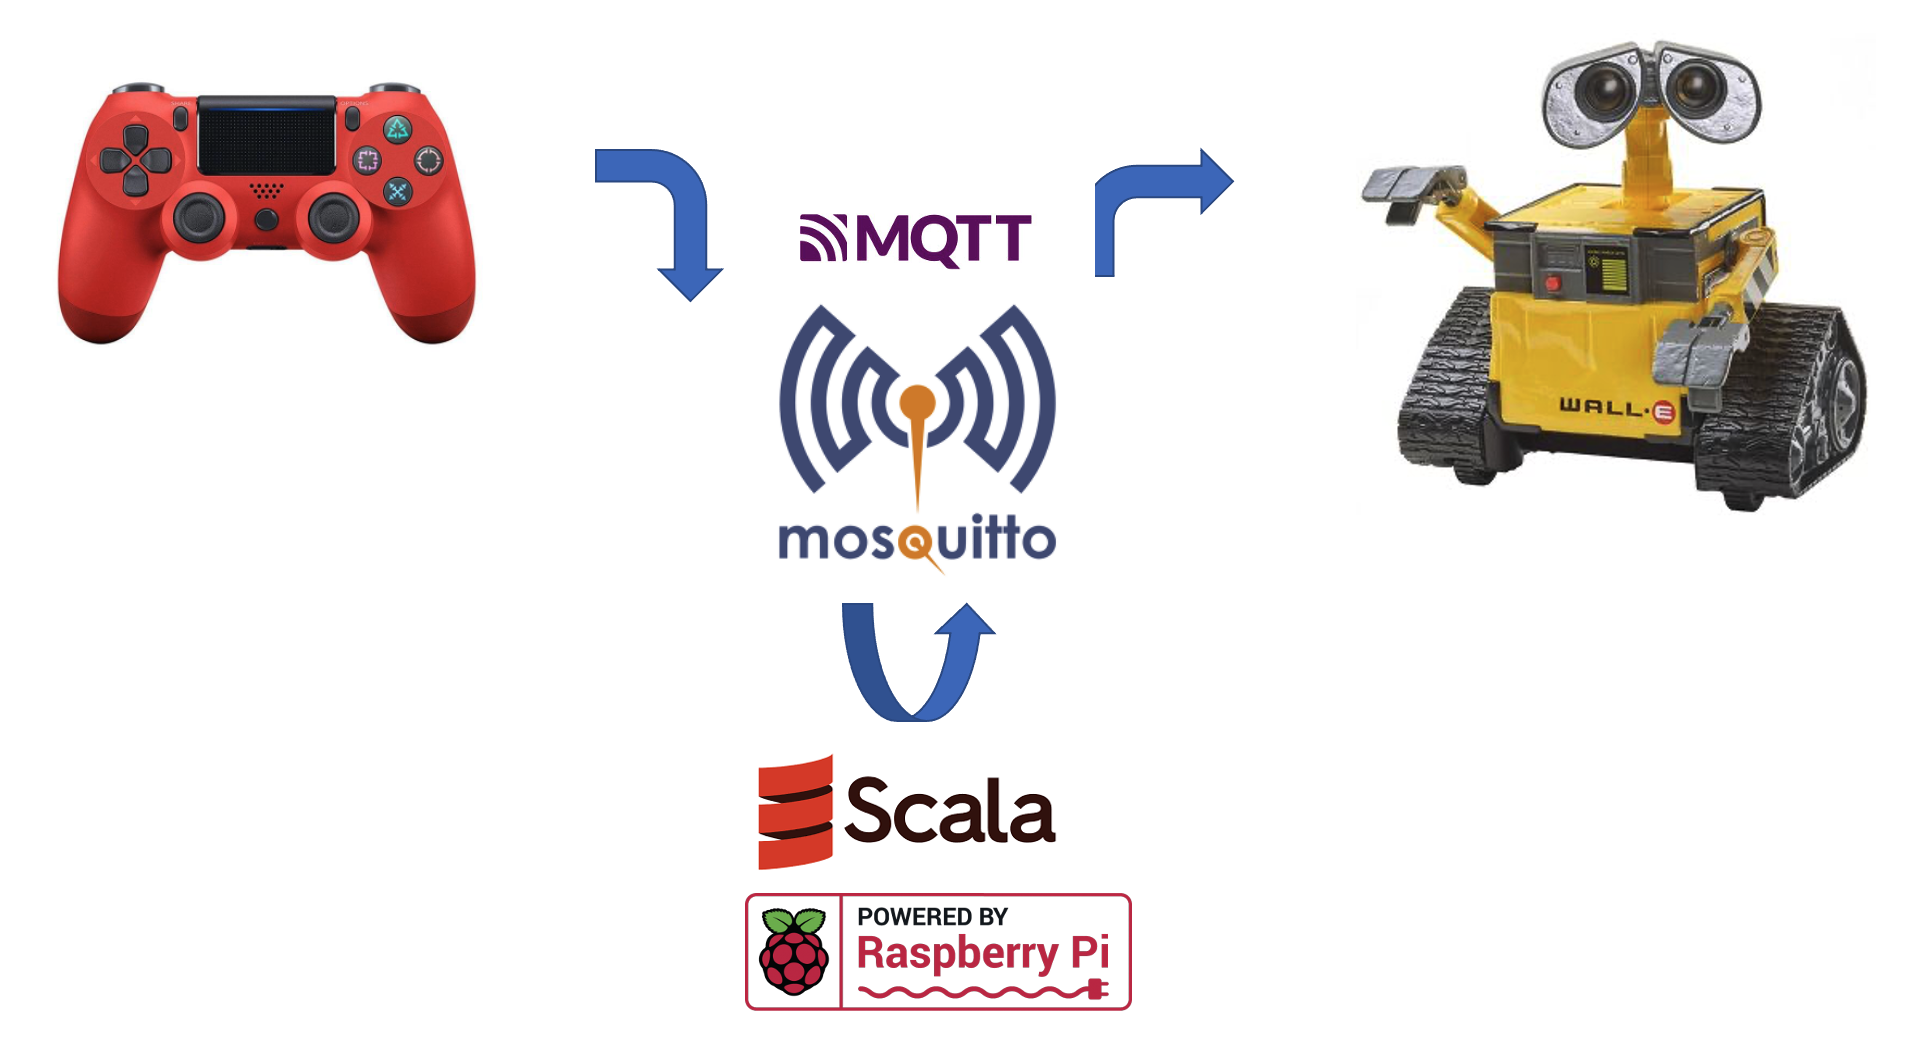 MQTT
mosquitto
WALL·E
Scala
POWERED BY
Raspberry Pi